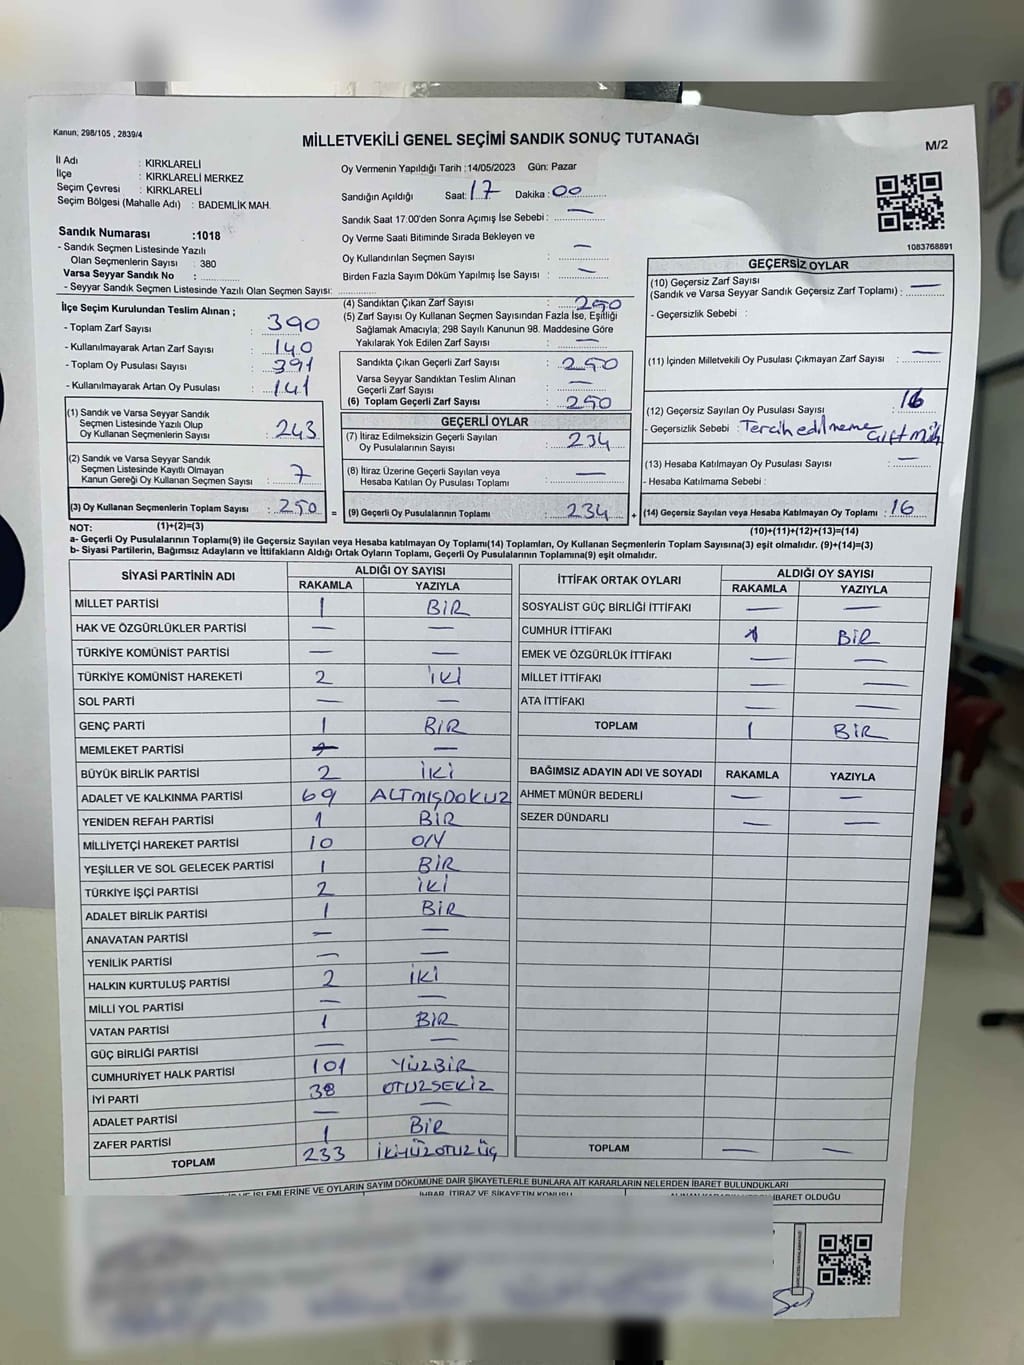 Kanun, 298/105 , 2839/4
MİLLETVEKİLİ GENEL SEÇİMİ SANDIK SONUÇ TUTANAĞI
M/2
İl Adı : KIRKLARELİ
İlçe : KIRKLARELİ MERKEZ
Seçim Çevresi : KIRKLARELİ
Seçim Bölgesi (Mahalle Adı) : BADEMLİK MAH.
Sandık Numarası :1018
- Sandık Seçmen Listesinde Yazılı
Olan Seçmenlerin Sayısı : 380
Varsa Seyyar Sandık No :
- Seyyar Sandık Seçmen Listesinde Yazılı Olan Seçmen Sayısı:
Oy Vermenin Yapıldığı Tarih :14/05/2023 Gün: Pazar
Sandığın Açıldığı Saat: 17 Dakika : 00
Sandık Saat 17:00'den Sonra Açımış İse Sebebi : —
Oy Verme Saati Bitiminde Sırada Bekleyen ve
Oy Kullandırılan Seçmen Sayısı : —
Birden Fazla Sayım Döküm Yapılmış İse Sayısı : —
1083768891
İlçe Seçim Kurulundan Teslim Alınan ;
- Toplam Zarf Sayısı : 390
- Kullanılmayarak Artan Zarf Sayısı : 140
- Toplam Oy Pusulası Sayısı : 391
- Kullanılmayarak Artan Oy Pusulası : 141
(4) Sandıktan Çıkan Zarf Sayısı : 250
(5) Zarf Sayısı Oy Kullanan Seçmen Sayısından Fazla İse, Eşitliği
Sağlamak Amacıyla; 298 Sayılı Kanunun 98. Maddesine Göre
Yakılarak Yok Edilen Zarf Sayısı : —
Sandıkta Çıkan Geçerli Zarf Sayısı : 250
Varsa Seyyar Sandıktan Teslim Alınan
Geçerli Zarf Sayısı : —
(6) Toplam Geçerli Zarf Sayısı : 250
GEÇERSİZ OYLAR
(10) Geçersiz Zarf Sayısı
(Sandık ve Varsa Seyyar Sandık Geçersiz Zarf Toplamı) : —
- Geçersizlik Sebebi :
(11) İçinden Milletvekili Oy Pusulası Çıkmayan Zarf Sayısı : —
(12) Geçersiz Sayılan Oy Pusulası Sayısı : 16
- Geçersizlik Sebebi : Tercih edilmeme
(13) Hesaba Katılmayan Oy Pusulası Sayısı : —
- Hesaba Katılmama Sebebi :
(14) Geçersiz Sayılan veya Hesaba Katılmayan Oy Toplamı : 16
(10)+(11)+(12)+(13)=(14)
(1) Sandık ve Varsa Seyyar Sandık
Seçmen Listesinde Yazılı Olup
Oy Kullanan Seçmenlerin Sayısı : 243
(2) Sandık ve Varsa Seyyar Sandık
Seçmen Listesinde Kayıtlı Olmayan
Kanun Gereği Oy Kullanan Seçmen Sayısı : 7
(3) Oy Kullanan Seçmenlerin Toplam Sayısı : 250 =
(1)+(2)=(3)
GEÇERLİ OYLAR
(7) İtiraz Edilmeksizin Geçerli Sayılan
Oy Pusulası Sayısı : 234
(8) İtiraz Üzerine Geçerli Sayılan veya
Hesaba Katılan Oy Pusulası Toplamı : —
(9) Geçerli Oy Pusulalarının Toplamı : 234 +
NOT:
a- Geçerli Oy Pusulalarının Toplamı(9) ile Geçersiz Sayılan veya Hesaba katılmayan Oy Toplamı(14) Toplamları, Oy Kullanan Seçmenlerin Toplam Sayısına(3) eşit olmalıdır. (9)+(14)=(3)
b- Siyasi Partilerin, Bağımsız Adayların ve İttifakların Aldığı Ortak Oyların Toplamı, Geçerli Oy Pusulalarının Toplamına(9) eşit olmalıdır.
SİYASİ PARTİNİN ADI ALDIĞI OY SAYISI
RAKAMLA YAZIYLA
MİLLET PARTİSİ 1 BİR
HAK VE ÖZGÜRLÜKLER PARTİSİ — —
TÜRKİYE KOMÜNİST PARTİSİ — —
TÜRKİYE KOMÜNİST HAREKETİ 2 İKİ
SOL PARTİ — —
GENÇ PARTİ 1 BİR
MEMLEKET PARTİSİ — —
BÜYÜK BİRLİK PARTİSİ 2 İKİ
ADALET VE KALKINMA PARTİSİ 69 ALTMIŞDOKUZ
YENİDEN REFAH PARTİSİ 1 BİR
MİLLİYETÇİ HAREKET PARTİSİ 10 ON
YEŞİLLER VE SOL GELECEK PARTİSİ 1 BİR
TÜRKİYE İŞÇİ PARTİSİ 2 İKİ
ADALET BİRLİK PARTİSİ 1 BİR
ANAVATAN PARTİSİ — —
YENİLİK PARTİSİ — —
HALKIN KURTULUŞ PARTİSİ 2 İKİ
MİLLİ YOL PARTİSİ — —
VATAN PARTİSİ 1 BİR
GÜÇ BİRLİĞİ PARTİSİ — —
CUMHURİYET HALK PARTİSİ 101 YÜZBİR
İYİ PARTİ 38 OTUZSEKİZ
ADALET PARTİSİ — —
ZAFER PARTİSİ 1 BİR
TOPLAM 233 İKİYÜZOTUZÜÇ
İTTİFAK ORTAK OYLARI ALDIĞI OY SAYISI
RAKAMLA YAZIYLA
SOSYALİST GÜÇ BİRLİĞİ İTTİFAKI — —
CUMHUR İTTİFAKI 1 BİR
EMEK VE ÖZGÜRLÜK İTTİFAKI — —
MİLLET İTTİFAKI — —
ATA İTTİFAKI — —
TOPLAM 1 BİR
BAĞIMSIZ ADAYIN ADI VE SOYADI RAKAMLA YAZIYLA
AHMET MÜNÜR BEDERLİ — —
SEZER DÜNDARLI — —
TOPLAM — —
İŞLEMLERİNE VE OYLARIN SAYIM DÖKÜMÜNE DAİR ŞİKAYETLERLE BUNLARA AİT KARARLARIN NELERDEN İBARET BULUNDUKLARI
İHBAR, İTİRAZ VE ŞİKAYETİN KONUSU
İBARET OLDUĞU